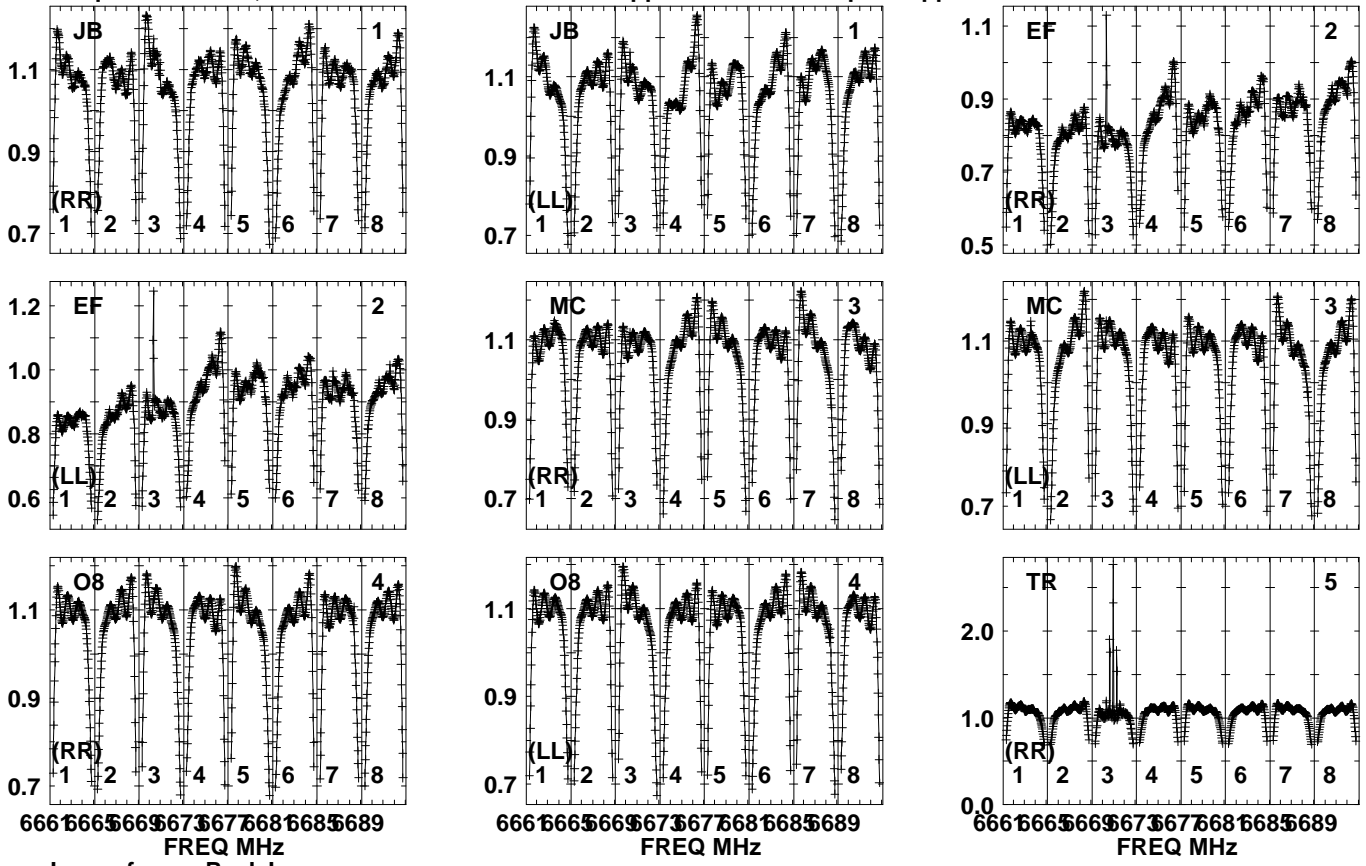 JB 1
1.1
0.9
0.7
(RR)
1 2 3 4 5 6 7 8
JB 1
1.1
0.9
0.7
(LL)
1 2 3 4 5 6 7 8
EF 2
1.1
0.9
0.7
0.5
(RR)
1 2 3 4 5 6 7 8
EF 2
1.2
1.0
0.8
0.6
(LL)
1 2 3 4 5 6 7 8
MC 3
1.1
0.9
0.7
(RR)
1 2 3 4 5 6 7 8
MC 3
1.1
0.9
0.7
(LL)
1 2 3 4 5 6 7 8
O8 4
1.1
0.9
0.7
(RR)
1 2 3 4 5 6 7 8
6661 6665 6669 6673 6677 6681 6685 6689
FREQ MHz
O8 4
1.1
0.9
0.7
(LL)
1 2 3 4 5 6 7 8
6661 6665 6669 6673 6677 6681 6685 6689
FREQ MHz
TR 5
2.0
1.0
0.0
(RR)
1 2 3 4 5 6 7 8
6661 6665 6669 6673 6677 6681 6685 6689
FREQ MHz